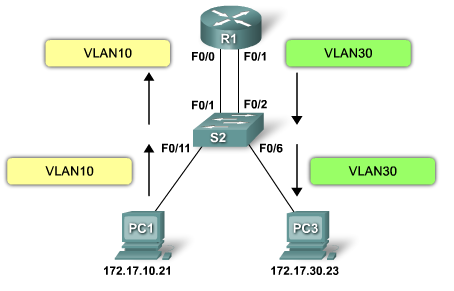 R1
VLAN10
F0/0
F0/1
VLAN30
F0/1
F0/2
S2
F0/11
F0/6
VLAN10
VLAN30
PC1
PC3
172.17.10.21
172.17.30.23